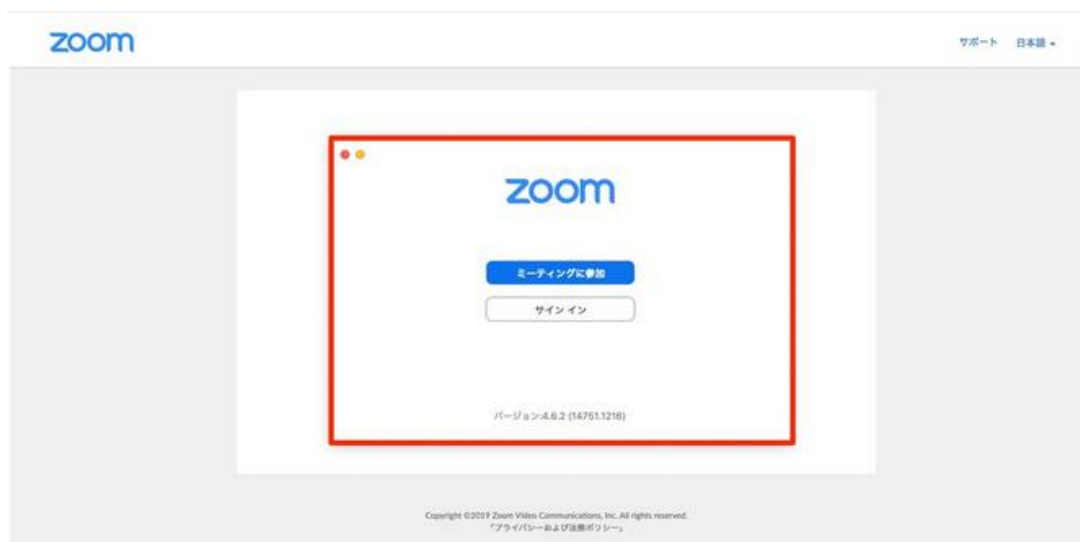 zoom
サポート 日本語
zoom
ミーティングに参加
サイン イン
バージョン:4.6.2 (14751.1216)
Copyright ©2019 Zoom Video Communications, Inc. All rights reserved.
「プライバシーおよび法務ポリシー」